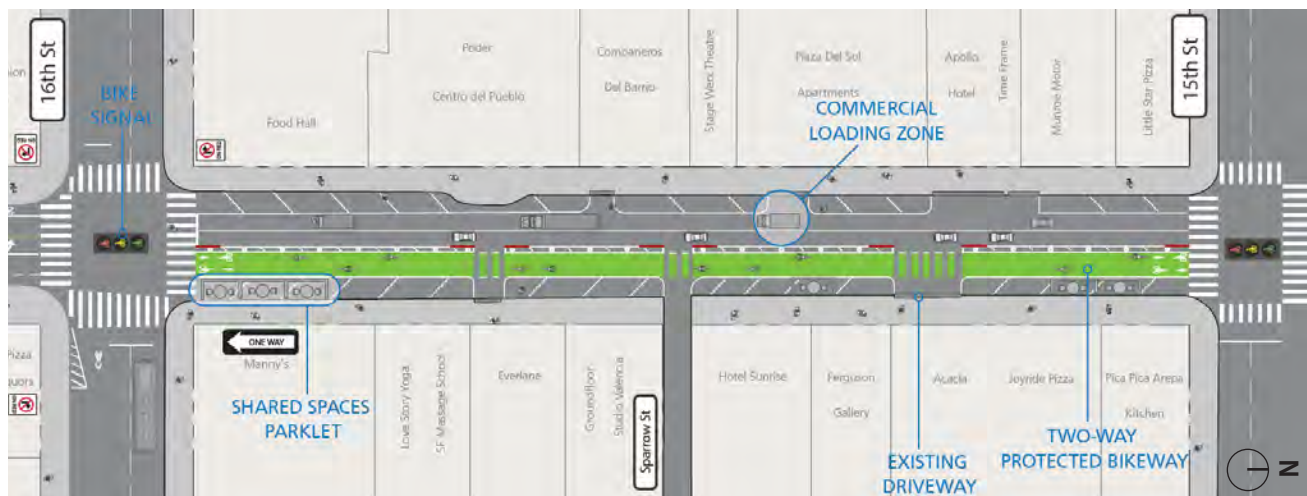 16th St
BIKE
SIGNAL
Food Hall
Poder
Centro del Pueblo
Companeros
Del Barrio
Stage Werx Theatre
Plaza Del Sol
Apartments
COMMERCIAL
LOADING ZONE
Apollo
Hotel
Time Frame
Munroe Motor
Little Star Pizza
15th St
Pizza
ONE WAY
Manny's
SHARED SPACES
PARKLET
Love Story Yoga
SF Massage School
Everlane
Groundfloor
Studio Valencia
Sparrow St
Hotel Sunrise
Ferguson
Gallery
Acacia
EXISTING
DRIVEWAY
Joyride Pizza
Pica Pica Arepa
Kitchen
TWO-WAY
PROTECTED BIKEWAY
N